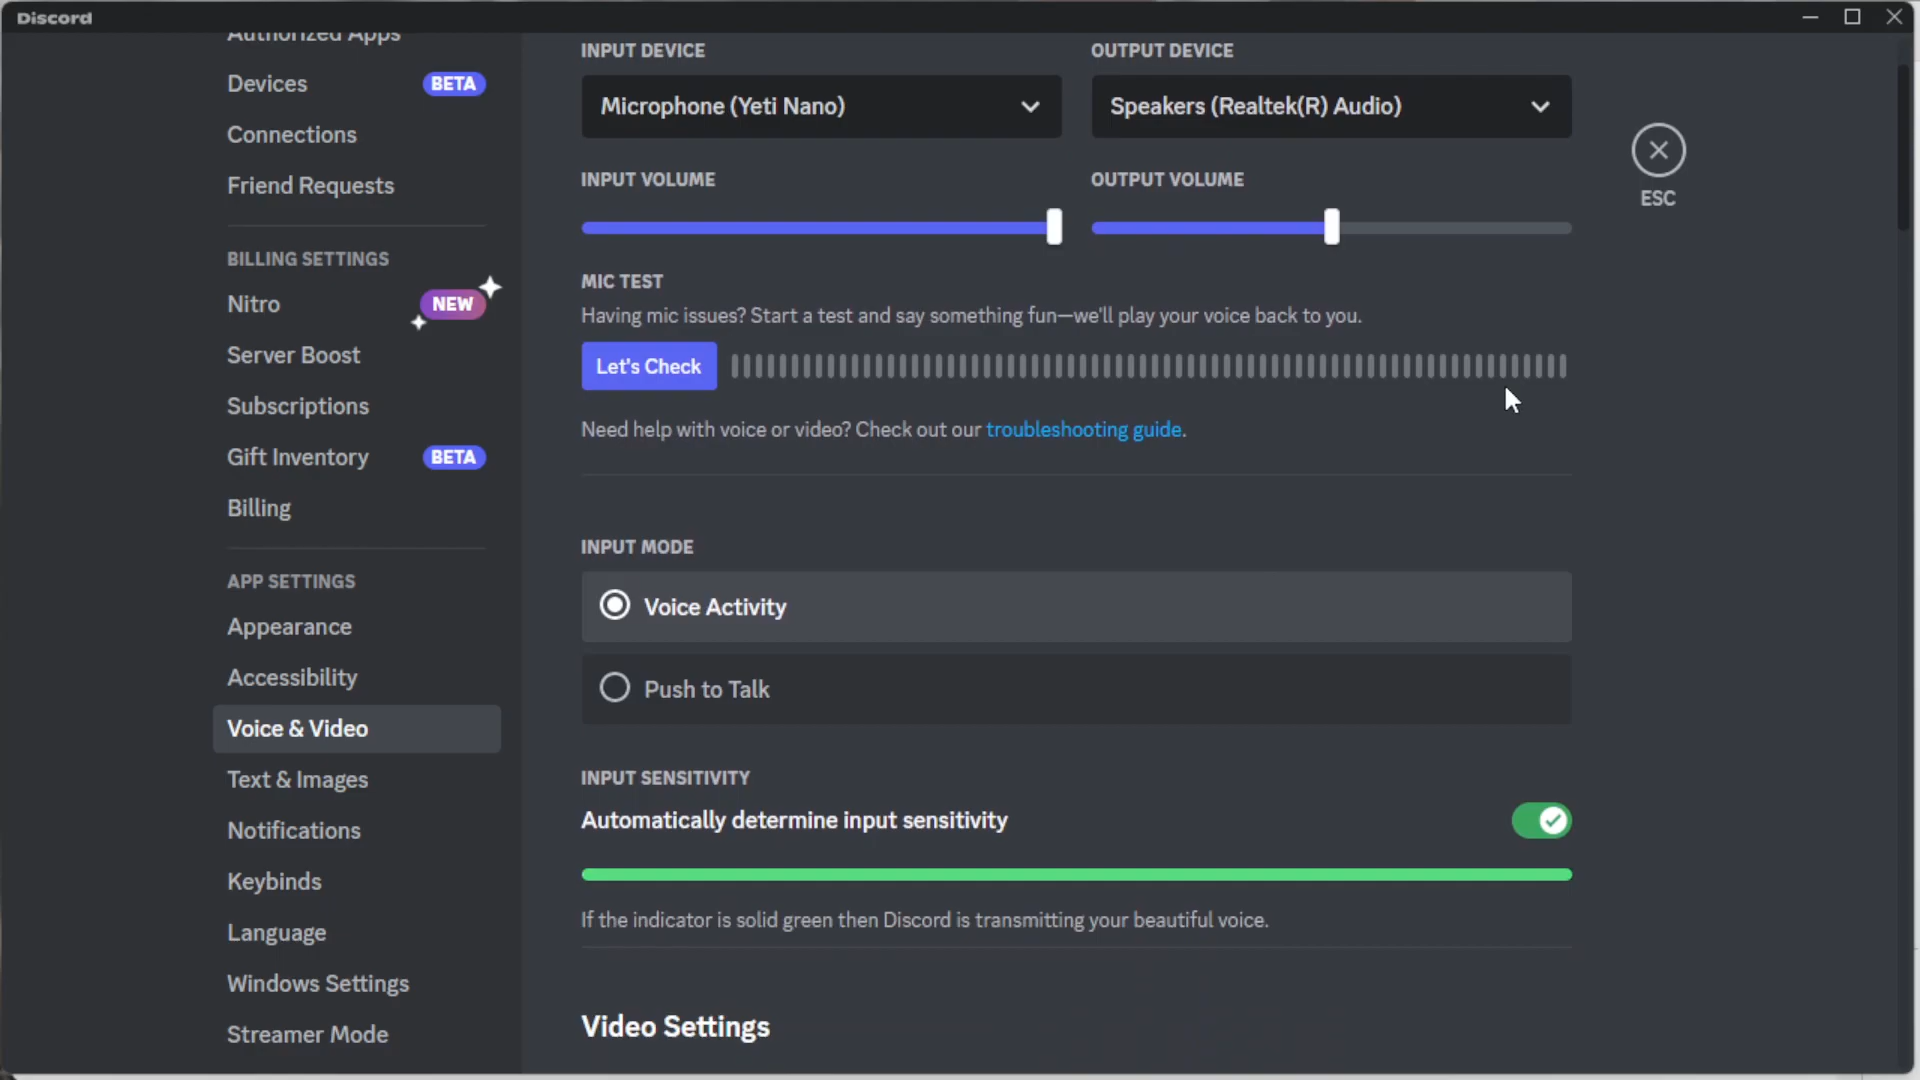 Discord
Authorized Apps
Devices
BETA
Connections
Friend Requests
BILLING SETTINGS
Nitro
NEW
Server Boost
Subscriptions
Gift Inventory
BETA
Billing
APP SETTINGS
Appearance
Accessibility
Voice & Video
Text & Images
Notifications
Keybinds
Language
Windows Settings
Streamer Mode
INPUT DEVICE
Microphone (Yeti Nano)
OUTPUT DEVICE
Speakers (Realtek(R) Audio)
INPUT VOLUME
OUTPUT VOLUME
MIC TEST
Having mic issues? Start a test and say something fun—we'll play your voice back to you.
Let's Check
Need help with voice or video? Check out our troubleshooting guide.
INPUT MODE
Voice Activity
Push to Talk
INPUT SENSITIVITY
Automatically determine input sensitivity
If the indicator is solid green then Discord is transmitting your beautiful voice.
Video Settings
ESC